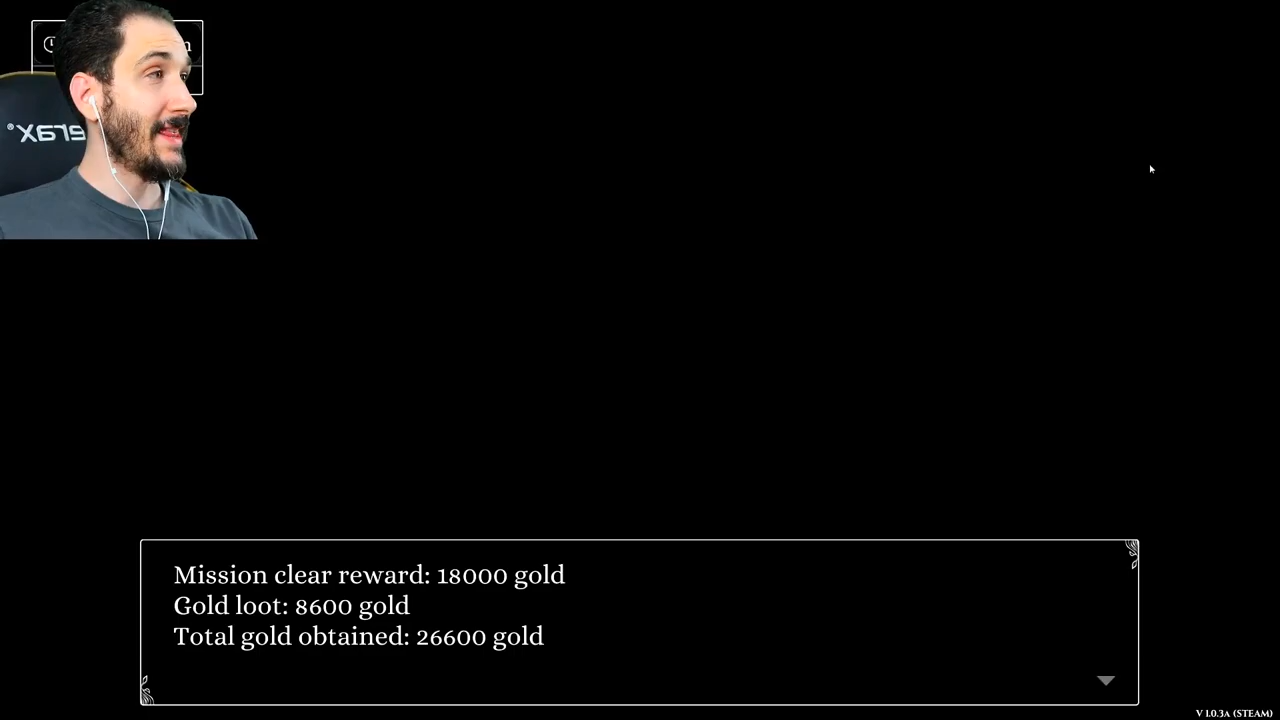 Mission clear reward: 18000 gold
Gold loot: 8600 gold
Total gold obtained: 26600 gold
V 1.0.3A (STEAM)